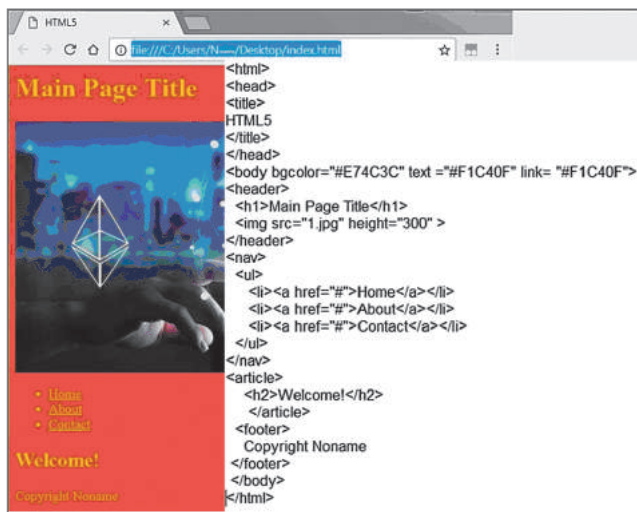 HTML5
file:///C:/Users/N---/Desktop/index.html
Main Page Title
Home
About
Contact
Welcome!
Copyright Noname
<html>
<head>
<title>
HTML5
</title>
</head>
<body bgcolor="#E74C3C" text ="#F1C40F" link= "#F1C40F">
<header>
<h1>Main Page Title</h1>
<img src="1.jpg" height="300" >
</header>
<nav>
<ul>
<li><a href="#">Home</a></li>
<li><a href="#">About</a></li>
<li><a href="#">Contact</a></li>
</ul>
</nav>
<article>
<h2>Welcome!</h2>
</article>
<footer>
Copyright Noname
</footer>
</body>
</html>